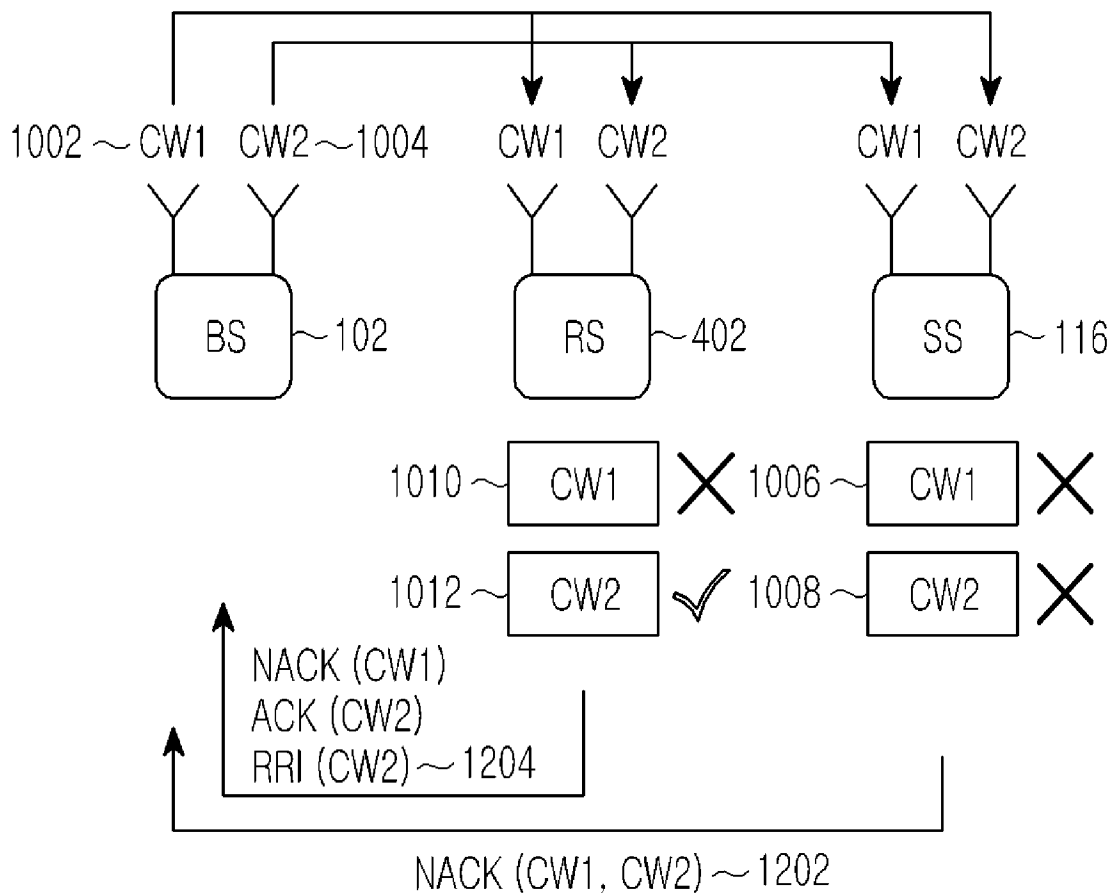 1002 ~ CW1 CW2 ~ 1004 CW1 CW2 CW1 CW2
BS ~ 102 RS ~ 402 SS ~ 116
1010 ~ CW1 1006 ~ CW1
1012 ~ CW2 1008 ~ CW2
NACK (CW1)
ACK (CW2)
RRI (CW2) ~ 1204
NACK (CW1, CW2) ~ 1202